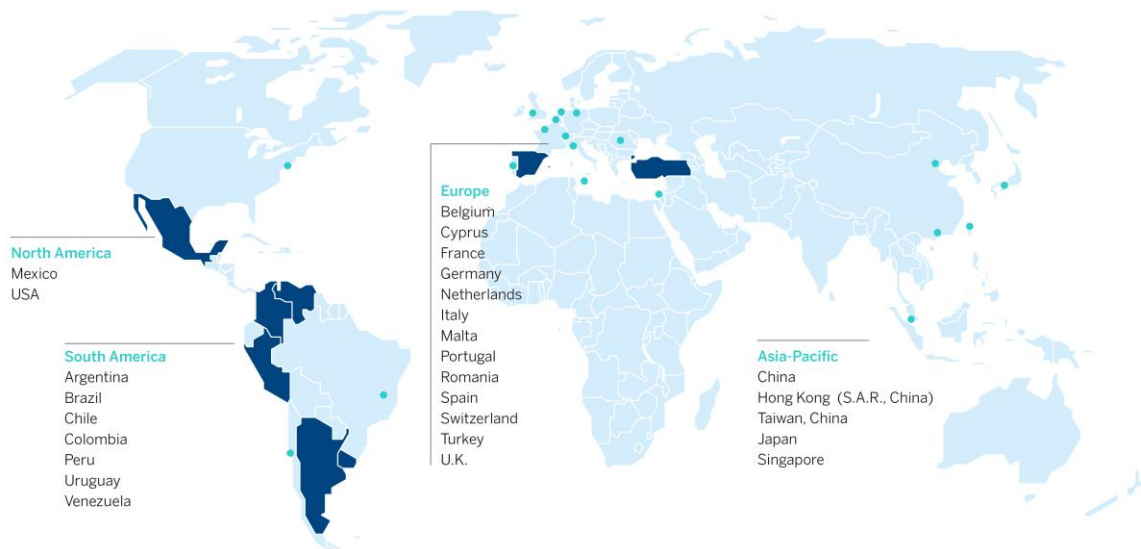 North America
Mexico
USA
South America
Argentina
Brazil
Chile
Colombia
Peru
Uruguay
Venezuela
Europe
Belgium
Cyprus
France
Germany
Netherlands
Italy
Malta
Portugal
Romania
Spain
Switzerland
Turkey
U.K.
Asia-Pacific
China
Hong Kong (S.A.R., China)
Taiwan, China
Japan
Singapore